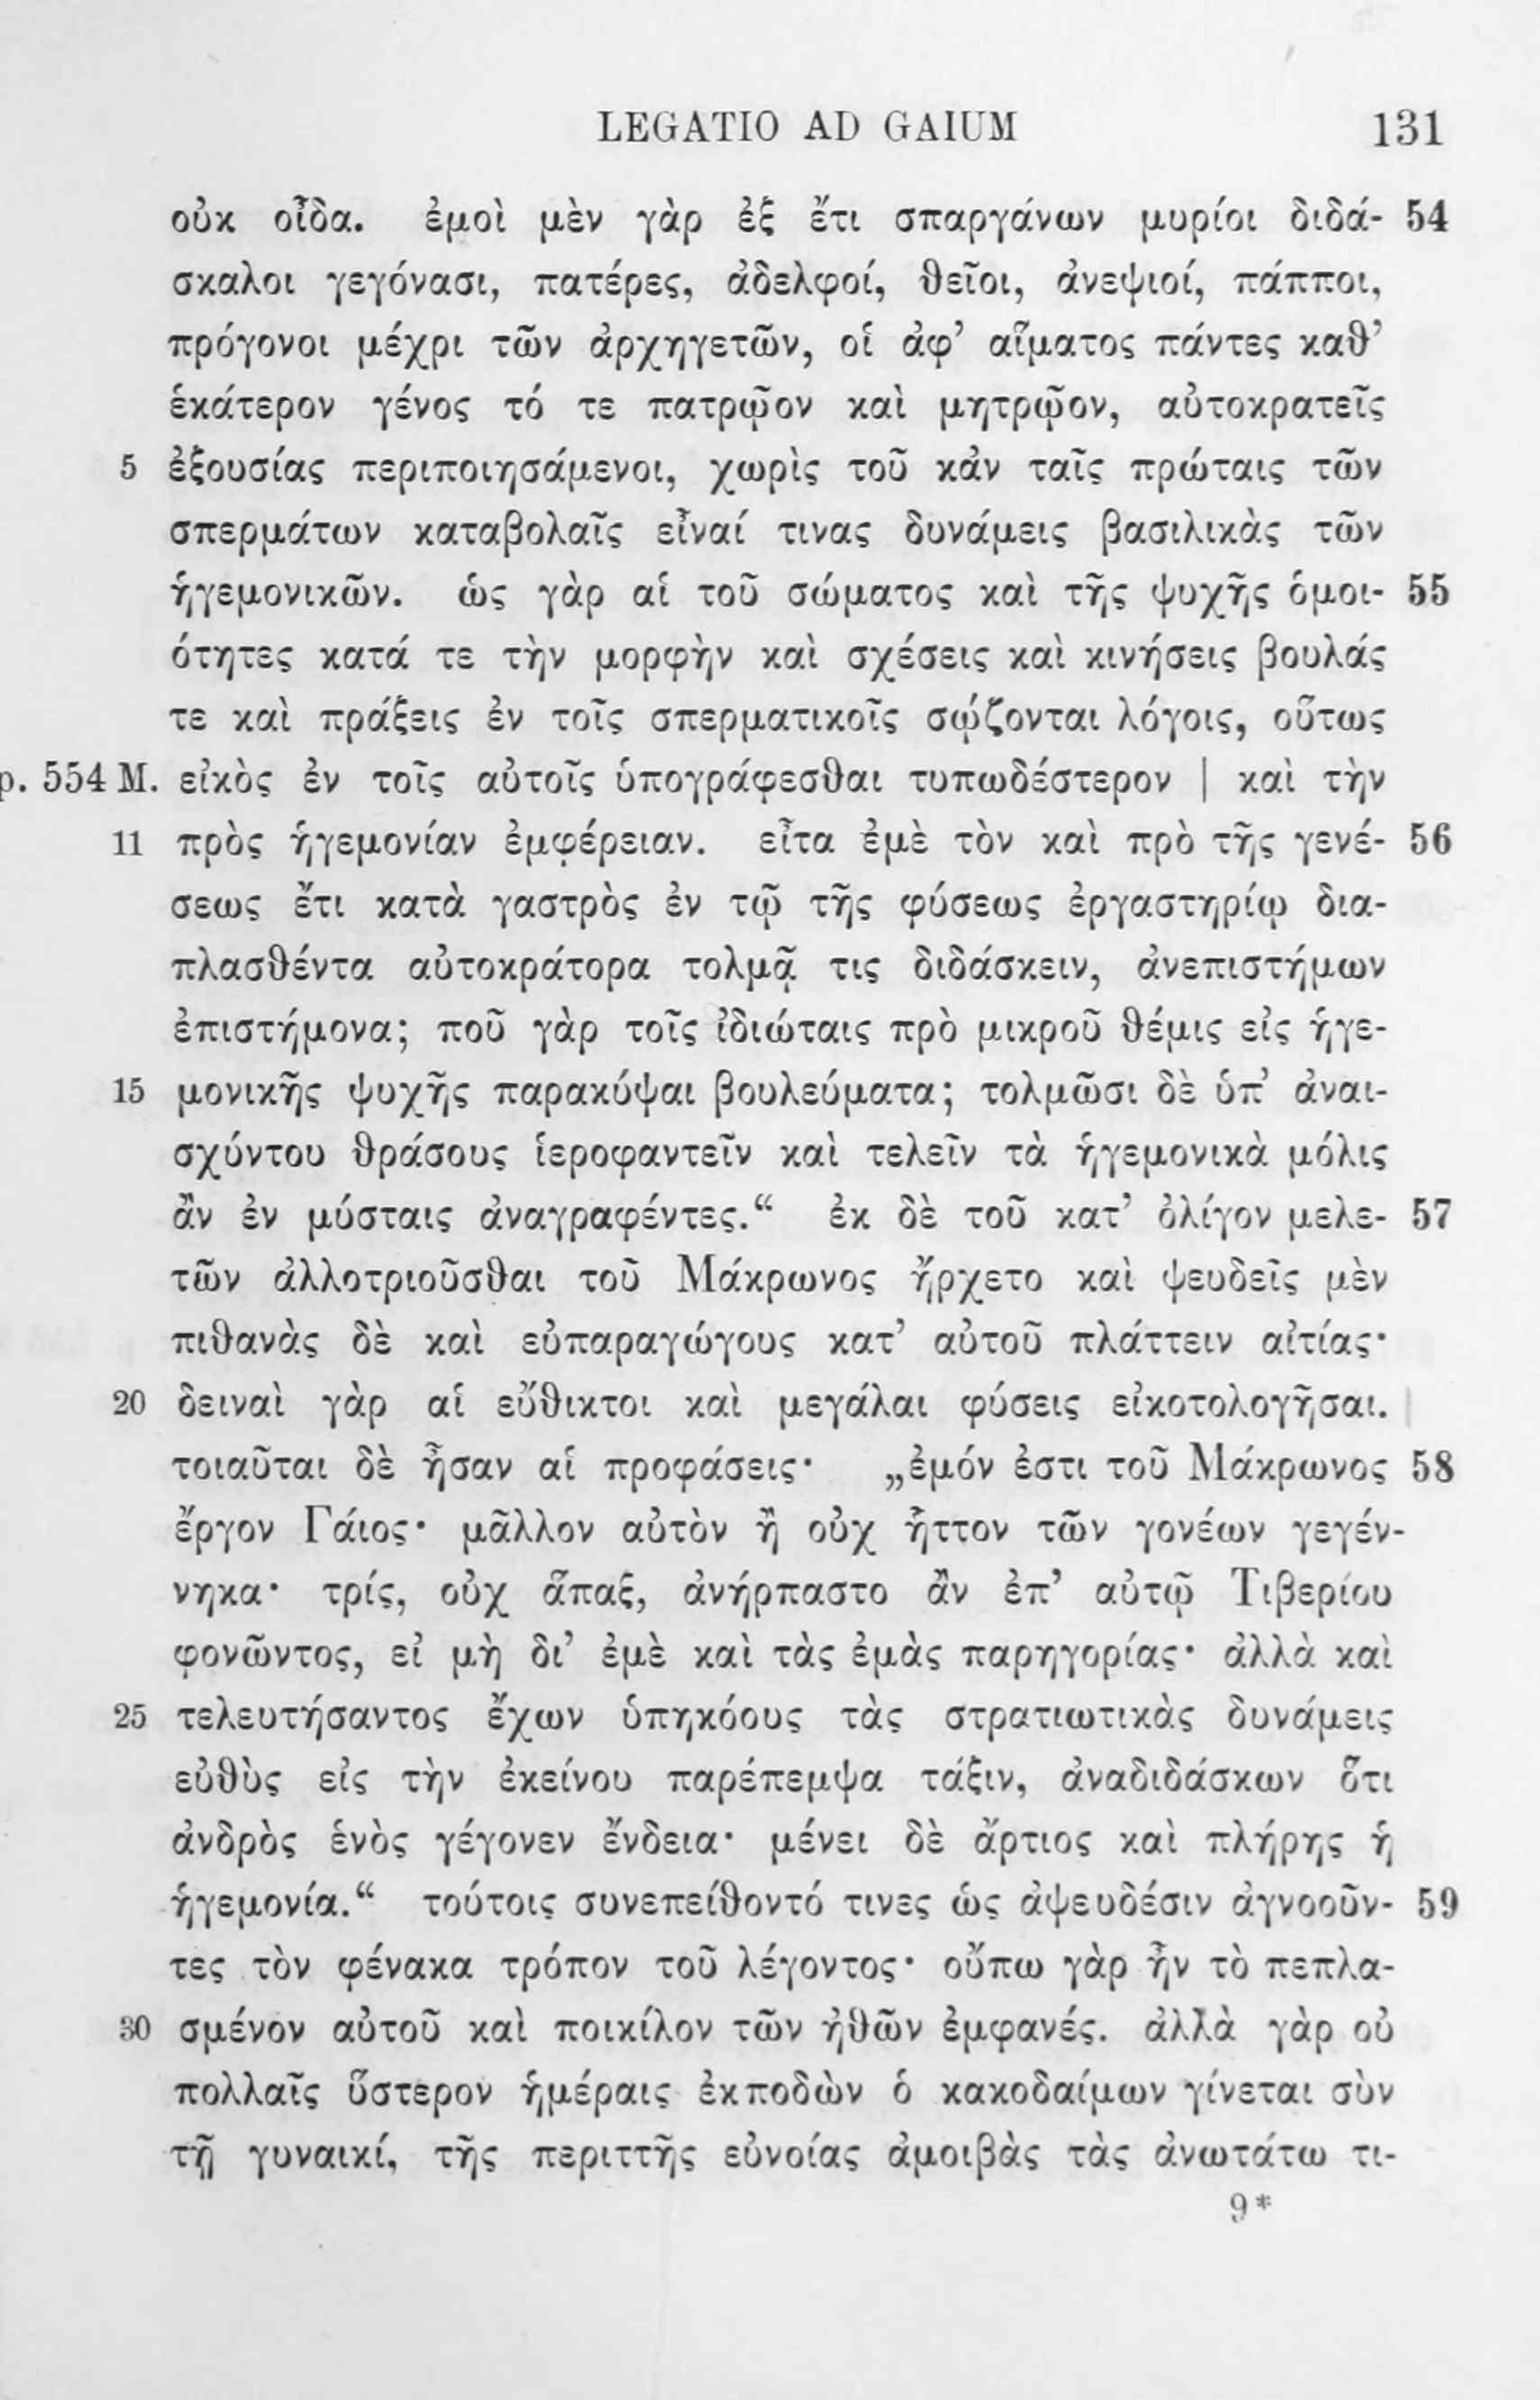 LEGATIO AD GAIUM 131
οὐκ οἶδα. ἐμοὶ μὲν γὰρ ἐξ ἔτι σπαργάνων μυρίοι διδά- 54
σκαλοι γεγόνασι, πατέρες, ἀδελφοί, θεῖοι, ἀνεψιοί, πάπποι,
πρόγονοι μέχρι τῶν ἀρχηγετῶν, οἱ ἀφ’ αἵματος πάντες καθ’
ἑκάτερον γένος τό τε πατρῷον καὶ μητρῷον, αὐτοκρατεῖς
5 ἐξουσίας περιποιησάμενοι, χωρὶς τοῦ κἀν ταῖς πρώταις τῶν
σπερμάτων καταβολαῖς εἶναί τινας δυνάμεις βασιλικὰς τῶν
ἡγεμονικῶν. ὡς γὰρ αἱ τοῦ σώματος καὶ τῆς ψυχῆς ὁμοι- 55
ότητες κατά τε τὴν μορφὴν καὶ σχέσεις καὶ κινήσεις βουλάς
τε καὶ πράξεις ἐν τοῖς σπερματικοῖς σῴζονται λόγοις, οὕτως
p. 554 M. εἰκὸς ἐν τοῖς αὐτοῖς ὑπογράφεσθαι τυπωδέστερον | καὶ τὴν
11 πρὸς ἡγεμονίαν ἐμφέρειαν. εἶτα ἐμὲ τὸν καὶ πρὸ τῆς γενέ- 56
σεως ἔτι κατὰ γαστρὸς ἐν τῷ τῆς φύσεως ἐργαστηρίῳ δια-
πλασθέντα αὐτοκράτορα τολμᾷ τις διδάσκειν, ἀνεπιστήμων
ἐπιστήμονα; ποῦ γὰρ τοῖς ἰδιώταις πρὸ μικροῦ θέμις εἰς ἡγε-
15 μονικῆς ψυχῆς παρακύψαι βουλεύματα; τολμῶσι δὲ ὑπ’ ἀναι-
σχύντου θράσους ἱεροφαντεῖν καὶ τελεῖν τὰ ἡγεμονικὰ μόλις
ἂν ἐν μύσταις ἀναγραφέντες.“ ἐκ δὲ τοῦ κατ’ ὀλίγον μελε- 57
τῶν ἀλλοτριοῦσθαι τοῦ Μάκρωνος ἤρχετο καὶ ψευδεῖς μὲν
πιθανὰς δὲ καὶ εὐπαραγώγους κατ’ αὐτοῦ πλάττειν αἰτίας·
20 δειναὶ γὰρ αἱ εὔθικτοι καὶ μεγάλαι φύσεις εἰκοτολογῆσαι.
τοιαῦται δὲ ἦσαν αἱ προφάσεις· „ἐμόν ἐστι τοῦ Μάκρωνος 58
ἔργον Γάιος· μᾶλλον αὐτὸν ἢ οὐχ ἧττον τῶν γονέων γεγέν-
νηκα· τρίς, οὐχ ἅπαξ, ἀνήρπαστο ἂν ἐπ’ αὐτῷ Τιβερίου
φονῶντος, εἰ μὴ δι’ ἐμὲ καὶ τὰς ἐμὰς παρηγορίας· ἀλλὰ καὶ
25 τελευτήσαντος ἔχων ὑπηκόους τὰς στρατιωτικὰς δυνάμεις
εὐθὺς εἰς τὴν ἐκείνου παρέπεμψα τάξιν, ἀναδιδάσκων ὅτι
ἀνδρὸς ἑνὸς γέγονεν ἔνδεια· μένει δὲ ἄρτιος καὶ πλήρης ἡ
ἡγεμονία.“ τούτοις συνεπείθοντό τινες ὡς ἀψευδέσιν ἀγνοοῦν- 59
τες τὸν φένακα τρόπον τοῦ λέγοντος· οὔπω γὰρ ἦν τὸ πεπλα-
30 σμένον αὐτοῦ καὶ ποικίλον τῶν ἠθῶν ἐμφανές. ἀλλὰ γὰρ οὐ
πολλαῖς ὕστερον ἡμέραις ἐκποδὼν ὁ κακοδαίμων γίνεται σὺν
τῇ γυναικί, τῆς περιττῆς εὐνοίας ἀμοιβὰς τὰς ἀνωτάτω τι-
9*